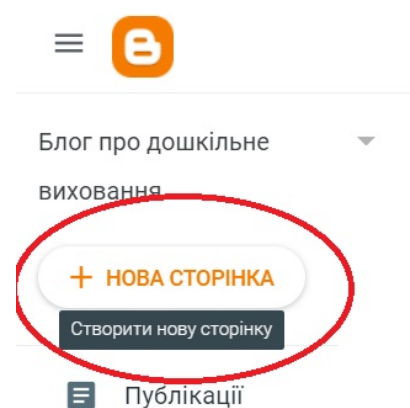 Блог про дошкільне
виховання
+ НОВА СТОРІНКА
Створити нову сторінку
Публікації